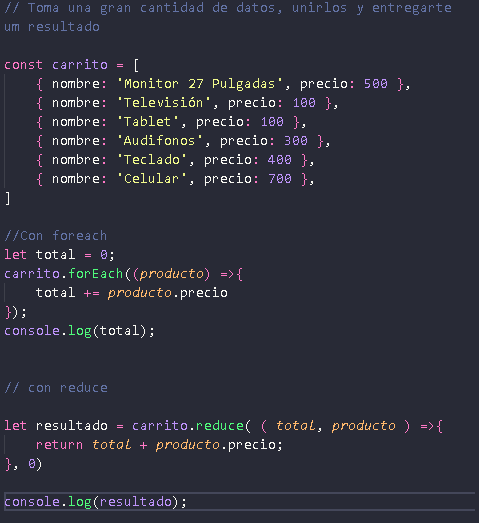 // Toma una gran cantidad de datos, unirlos y entregarte
um resultado
const carrito = [
    { nombre: 'Monitor 27 Pulgadas', precio: 500 },
    { nombre: 'Televisión', precio: 100 },
    { nombre: 'Tablet', precio: 100 },
    { nombre: 'Audifonos', precio: 300 },
    { nombre: 'Teclado', precio: 400 },
    { nombre: 'Celular', precio: 700 },
]
//Con foreach
let total = 0;
carrito.forEach((producto) =>{
    total += producto.precio
});
console.log(total);
// con reduce
let resultado = carrito.reduce( ( total, producto ) =>{
    return total + producto.precio;
}, 0)
console.log(resultado);